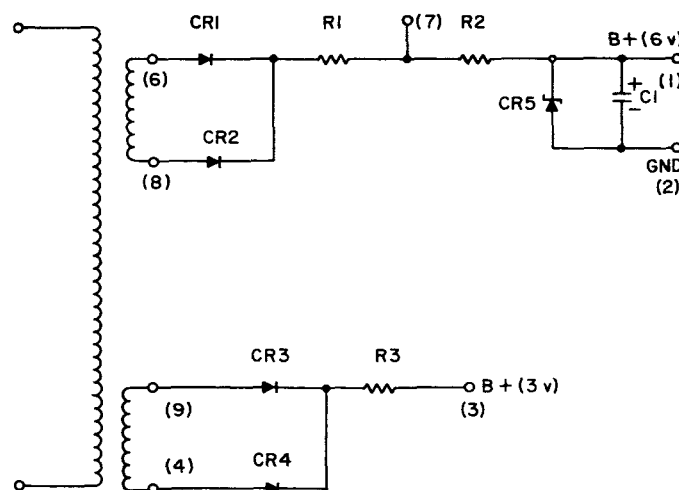 CR1
R1
(7)
R2
B+(6 v)
(6)
CR5
+
C1
(1)
−
CR2
(8)
GND
(2)
CR3
R3
B+(3 v)
(9)
(3)
(4)
CR4